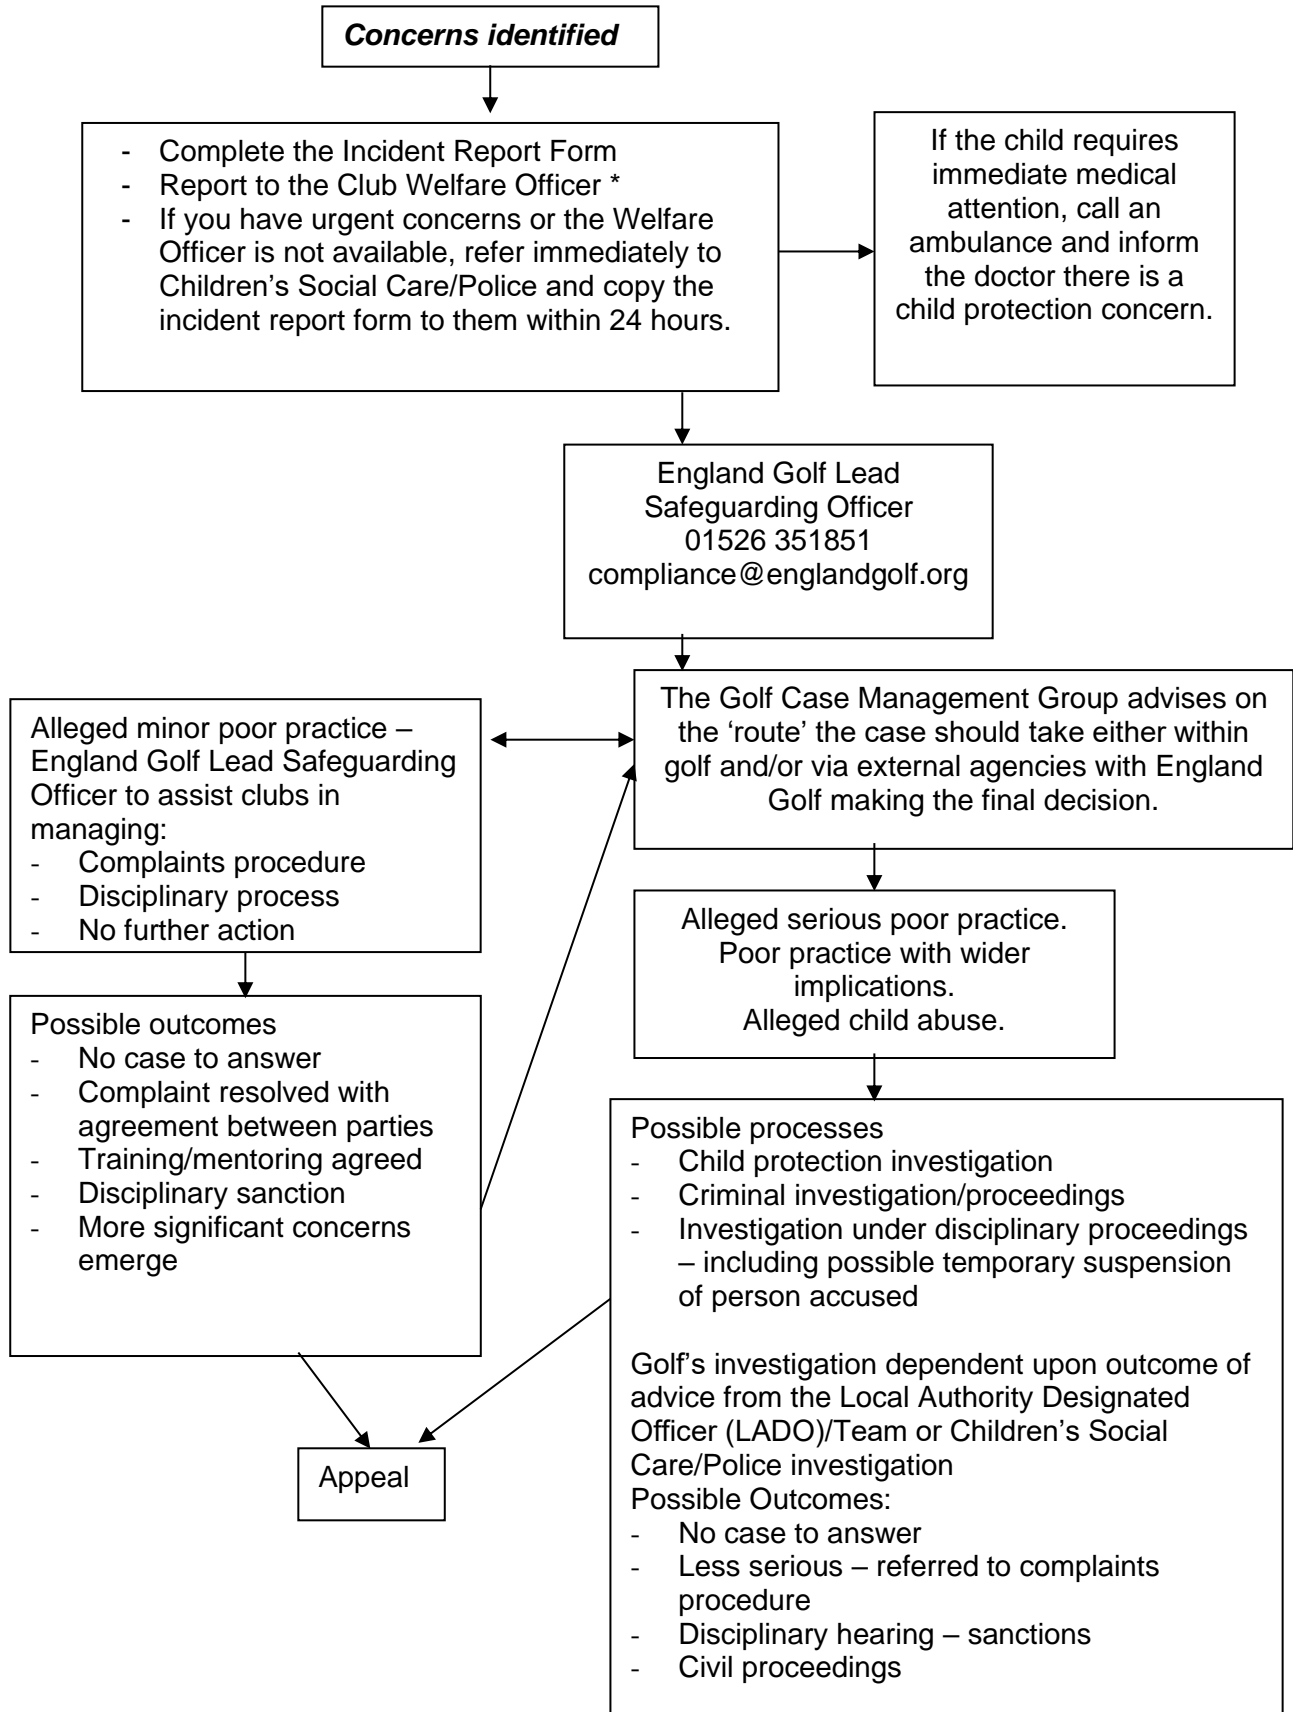 Concerns identified
- Complete the Incident Report Form
- Report to the Club Welfare Officer *
- If you have urgent concerns or the Welfare
Officer is not available, refer immediately to
Children’s Social Care/Police and copy the
incident report form to them within 24 hours.
If the child requires
immediate medical
attention, call an
ambulance and inform
the doctor there is a
child protection concern.
England Golf Lead
Safeguarding Officer
01526 351851
compliance@englandgolf.org
The Golf Case Management Group advises on
the ‘route’ the case should take either within
golf and/or via external agencies with England
Golf making the final decision.
Alleged minor poor practice –
England Golf Lead Safeguarding
Officer to assist clubs in
managing:
- Complaints procedure
- Disciplinary process
- No further action
Alleged serious poor practice.
Poor practice with wider
implications.
Alleged child abuse.
Possible outcomes
- No case to answer
- Complaint resolved with
agreement between parties
- Training/mentoring agreed
- Disciplinary sanction
- More significant concerns
emerge
Possible processes
- Child protection investigation
- Criminal investigation/proceedings
- Investigation under disciplinary proceedings
– including possible temporary suspension
of person accused
Golf’s investigation dependent upon outcome of
advice from the Local Authority Designated
Officer (LADO)/Team or Children’s Social
Care/Police investigation
Possible Outcomes:
- No case to answer
- Less serious – referred to complaints
procedure
- Disciplinary hearing – sanctions
- Civil proceedings
Appeal